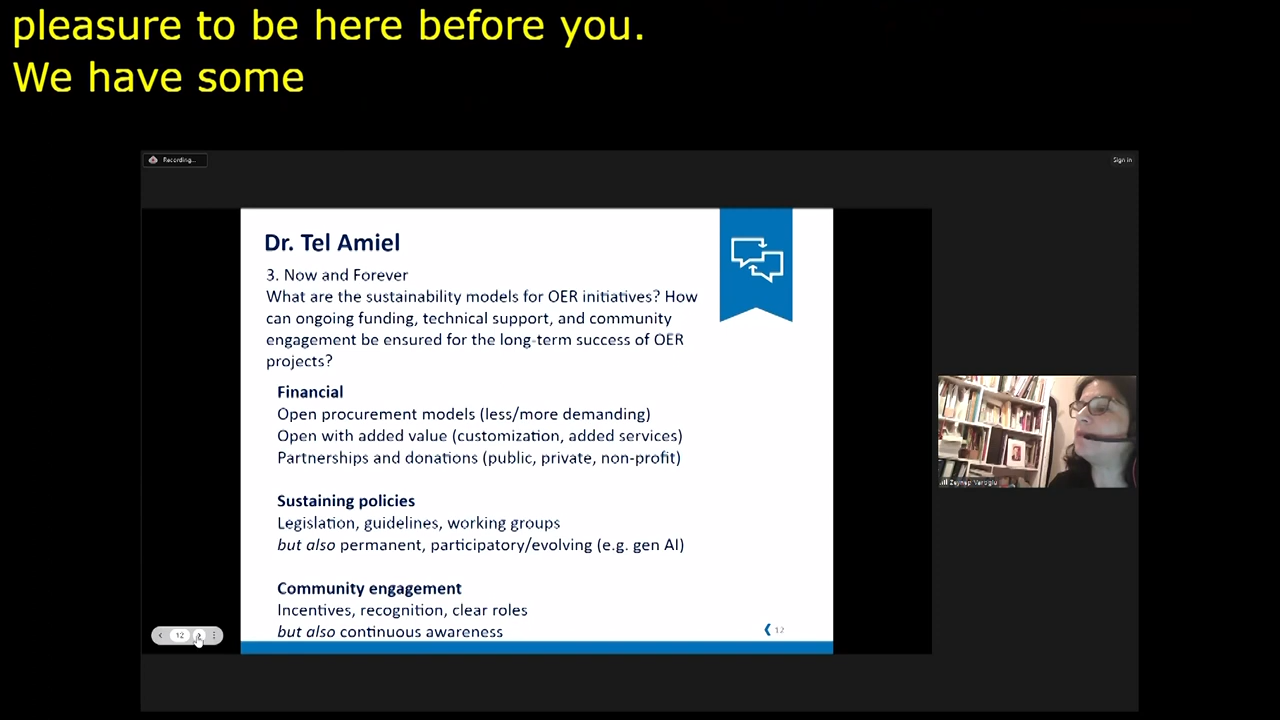 pleasure to be here before you.
We have some
Recording...
Sign in
Dr. Tel Amiel
3. Now and Forever
What are the sustainability models for OER initiatives? How
can ongoing funding, technical support, and community
engagement be ensured for the long-term success of OER
projects?
Financial
Open procurement models (less/more demanding)
Open with added value (customization, added services)
Partnerships and donations (public, private, non-profit)
Sustaining policies
Legislation, guidelines, working groups
but also permanent, participatory/evolving (e.g. gen AI)
Community engagement
Incentives, recognition, clear roles
but also continuous awareness
12
12
Zeynep Varoglu